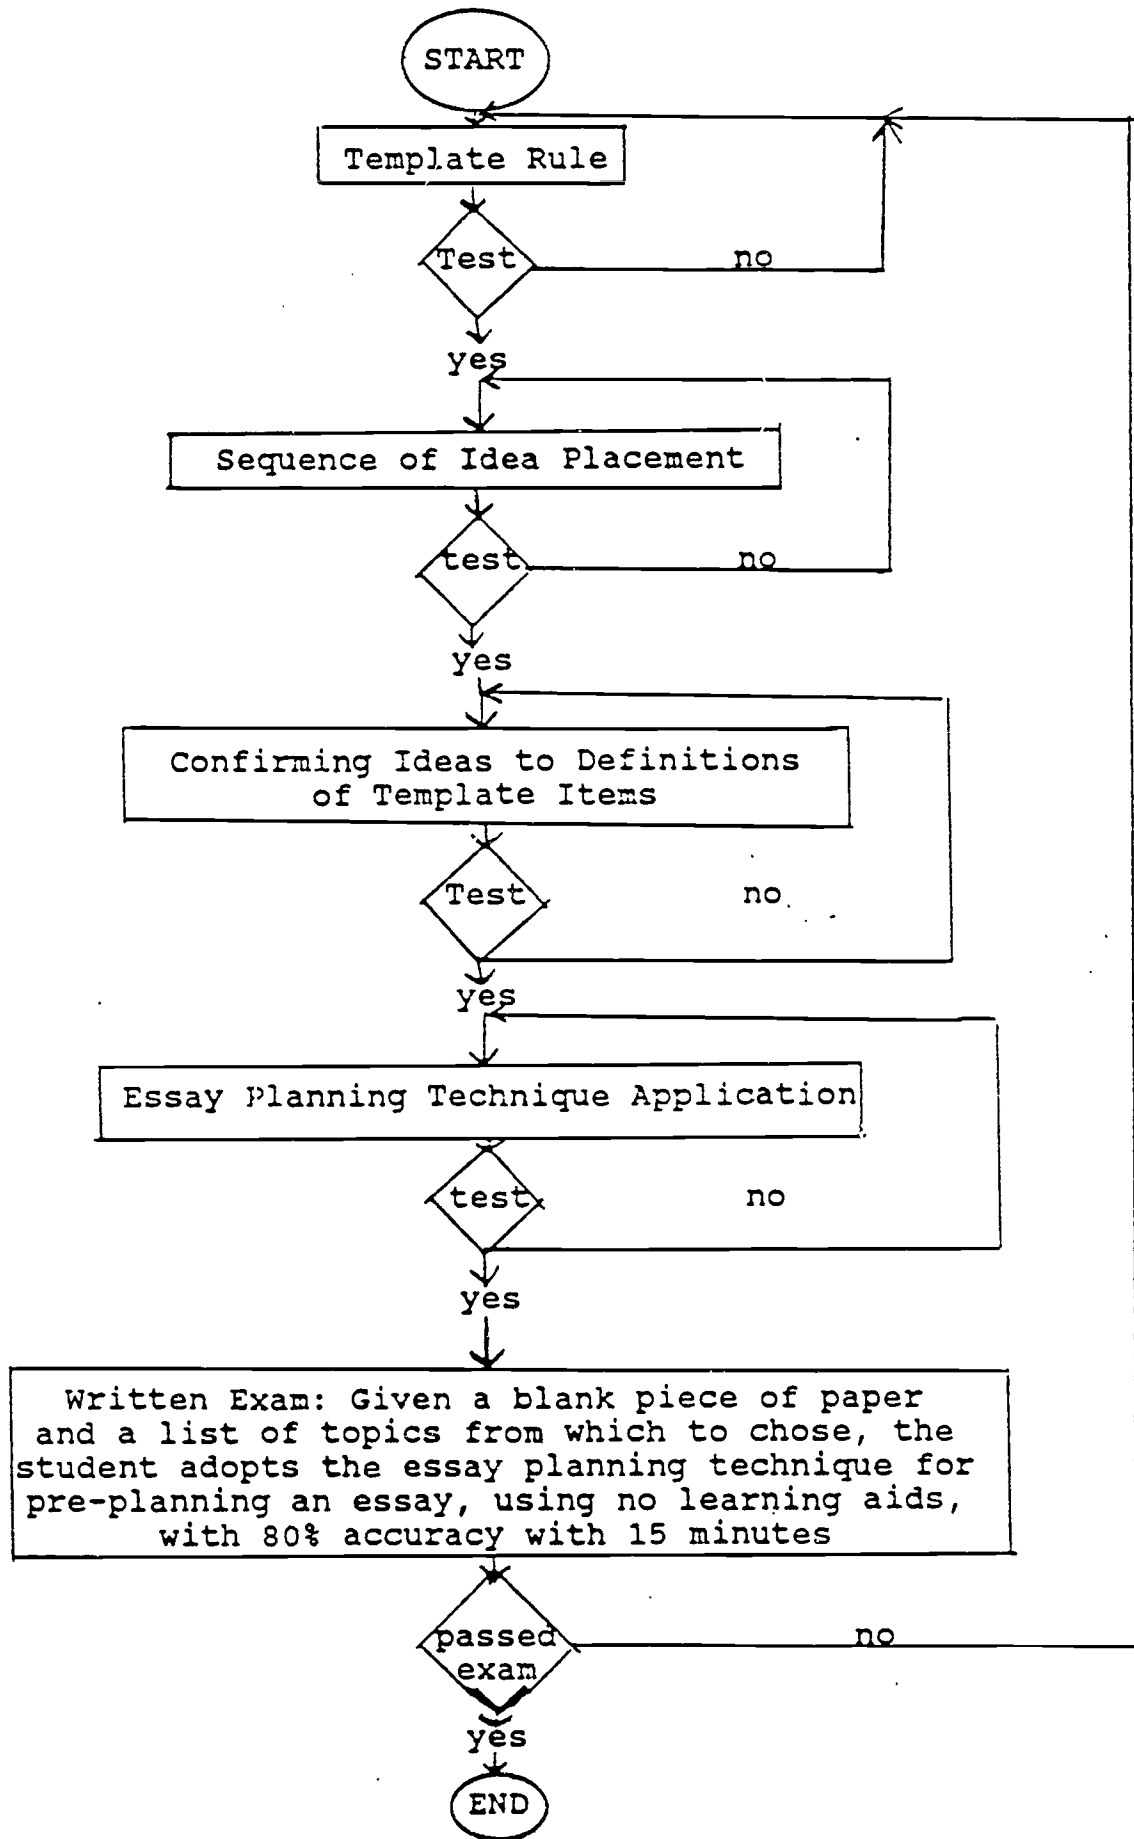 START
Template Rule
Test
no
yes
Sequence of Idea Placement
test
no
yes
Confirming Ideas to Definitions
of Template Items
Test
no
yes
Essay Planning Technique Application
test
no
yes
Written Exam: Given a blank piece of paper
and a list of topics from which to chose, the
student adopts the essay planning technique for
pre-planning an essay, using no learning aids,
with 80% accuracy with 15 minutes
passed
exam
no
yes
END